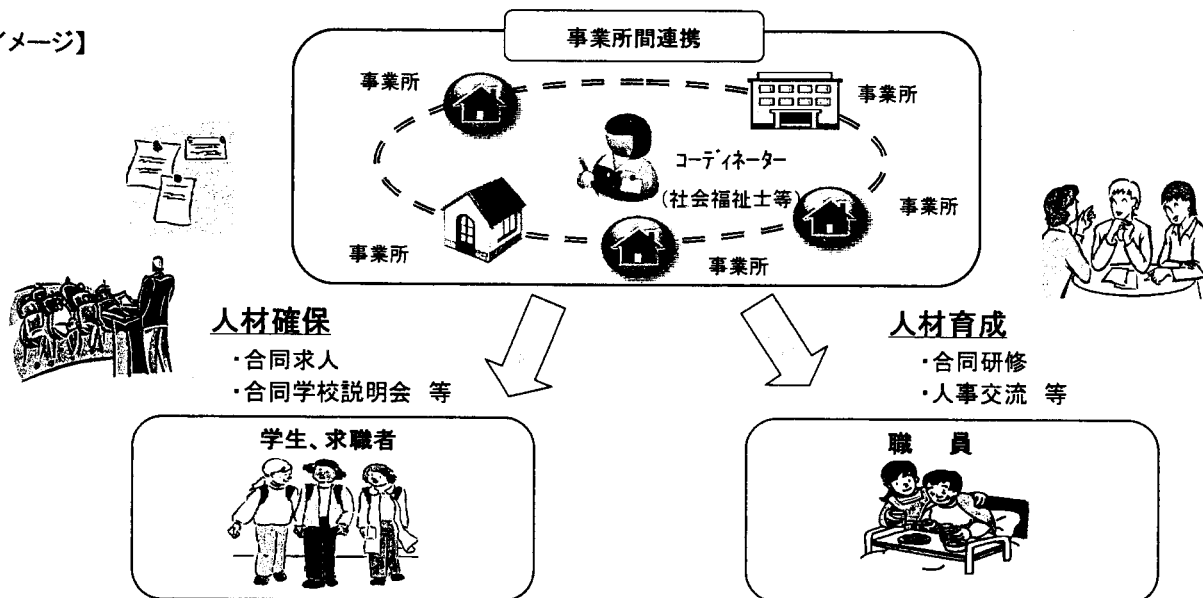 イメージ】
事業所間連携
事業所
事業所
コーディネーター
(社会福祉士等)
事業所
事業所
事業所
人材確保
・合同求人
・合同学校説明会 等
人材育成
・合同研修
・人事交流 等
学生、求職者
職 員